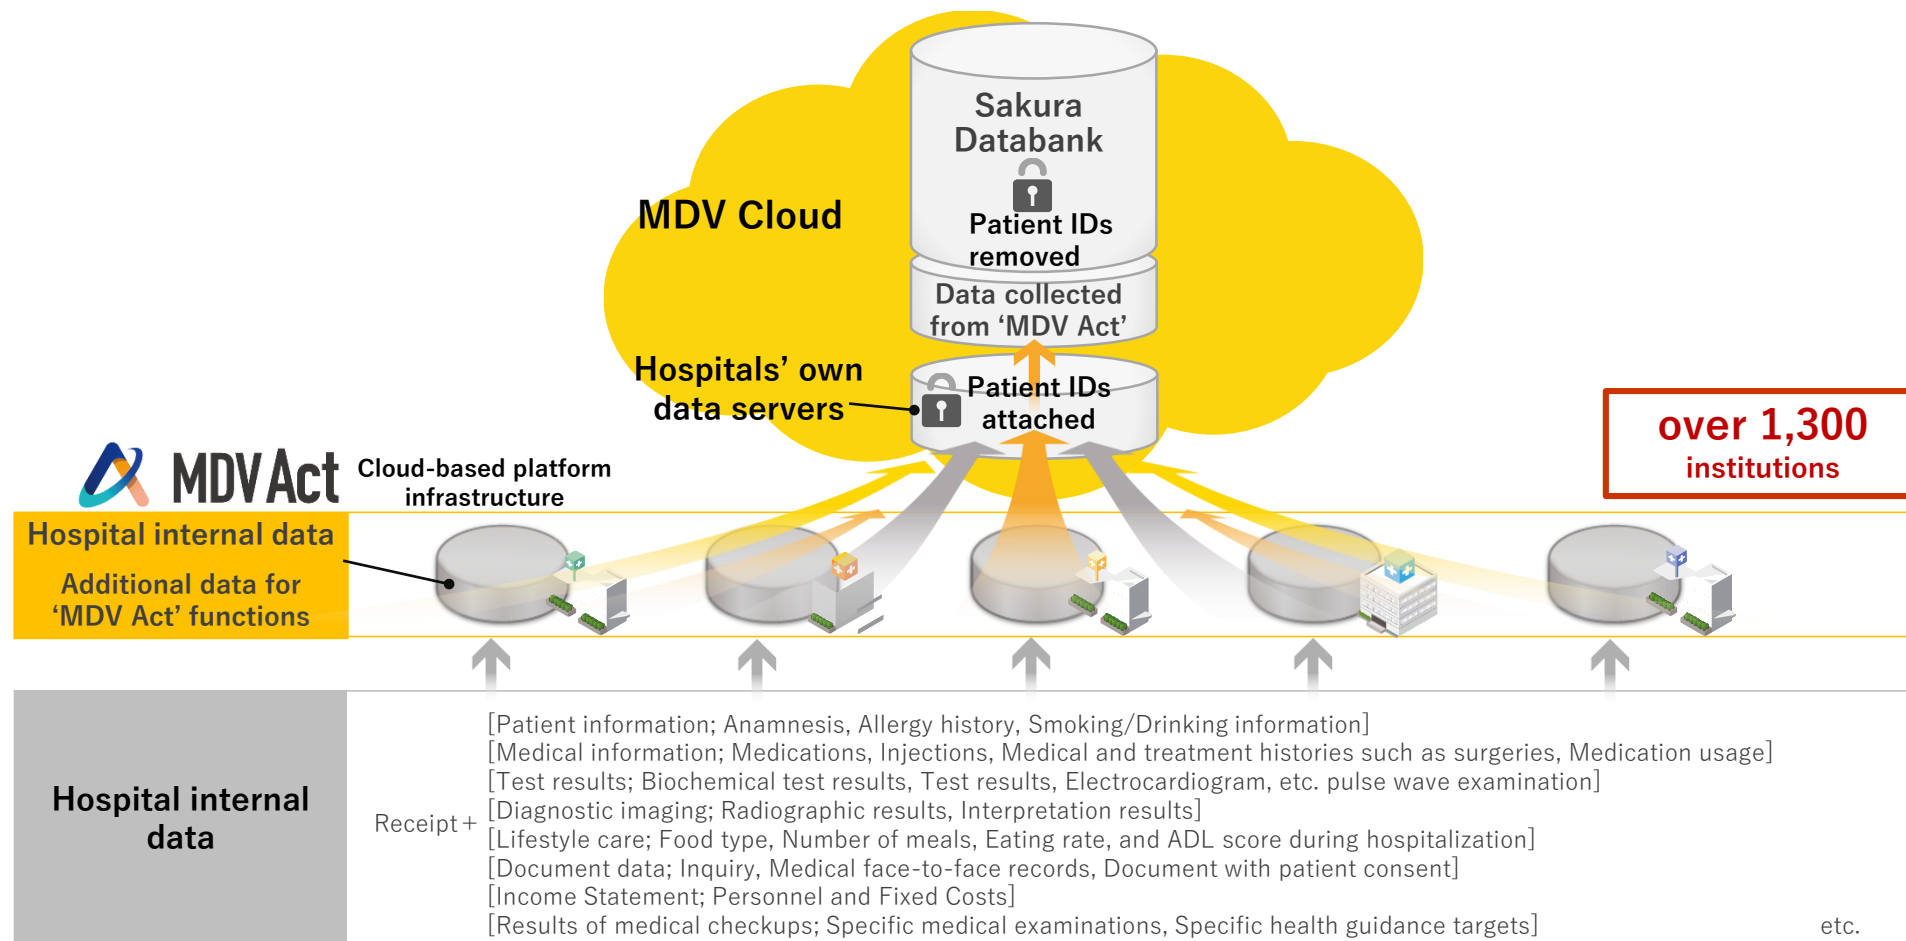 Sakura
Databank
Patient IDs
removed
MDV Cloud
Data collected
from ‘MDV Act’
Hospitals’ own
data servers
Patient IDs
attached
over 1,300
institutions
MDV Act
Cloud-based platform
infrastructure
Hospital internal data
Additional data for
‘MDV Act’ functions
Hospital internal
data
Receipt+
[Patient information; Anamnesis, Allergy history, Smoking/Drinking information]
[Medical information; Medications, Injections, Medical and treatment histories such as surgeries, Medication usage]
[Test results; Biochemical test results, Test results, Electrocardiogram, etc. pulse wave examination]
[Diagnostic imaging; Radiographic results, Interpretation results]
[Lifestyle care; Food type, Number of meals, Eating rate, and ADL score during hospitalization]
[Document data; Inquiry, Medical face-to-face records, Document with patient consent]
[Income Statement; Personnel and Fixed Costs]
[Results of medical checkups; Specific medical examinations, Specific health guidance targets]
etc.